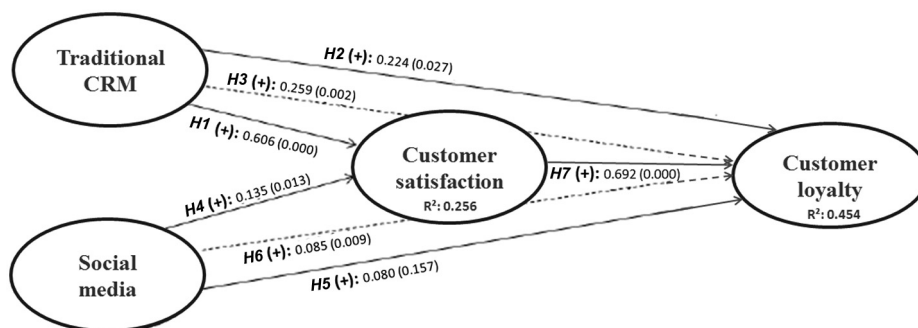 Traditional
CRM
H2 (+): 0.224 (0.027)
H3 (+): 0.259 (0.002)
H1 (+): 0.606 (0.000)
Customer
satisfaction
R²: 0.256
H7 (+): 0.692 (0.000)
Customer
loyalty
R²: 0.454
H4 (+): 0.135 (0.013)
H6 (+): 0.085 (0.009)
H5 (+): 0.080 (0.157)
Social
media